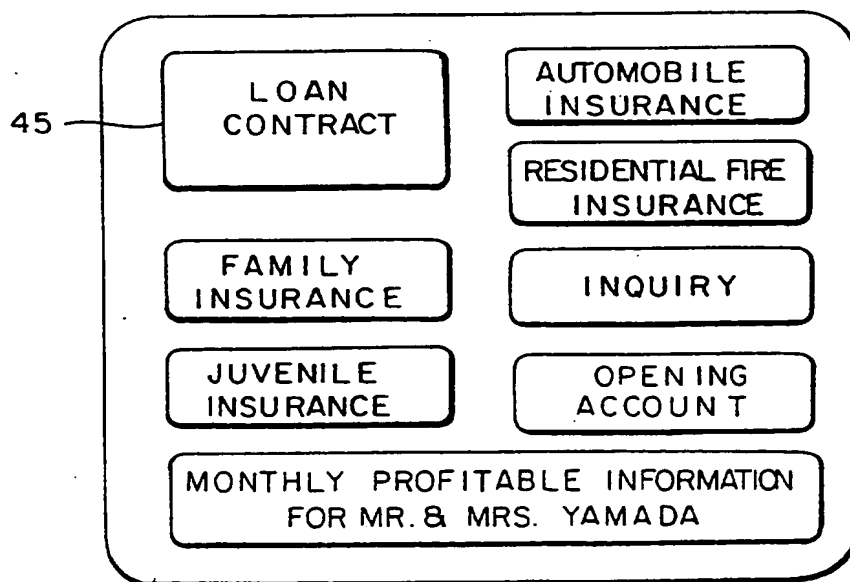 45
LOAN
CONTRACT
AUTOMOBILE
INSURANCE
RESIDENTIAL FIRE
INSURANCE
FAMILY
INSURANCE
INQUIRY
JUVENILE
INSURANCE
OPENING
ACCOUNT
MONTHLY PROFITABLE INFORMATION
FOR MR. & MRS. YAMADA